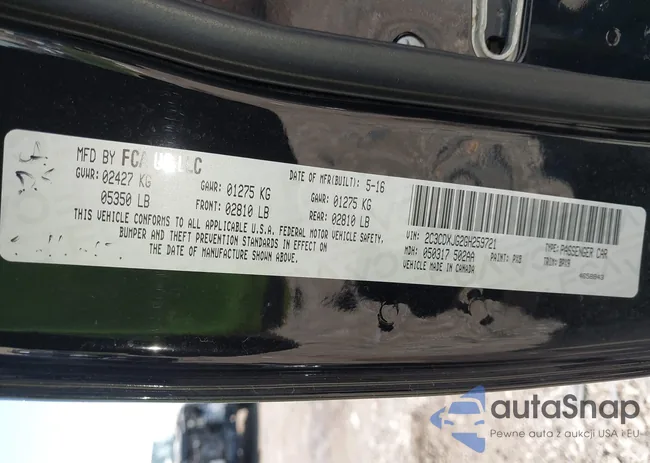 MFD BY FCA US LLC
DATE OF MFR(BUILT): 5-16
GVWR: 02427 KG GAWR: 01275 KG GAWR: 01275 KG
05350 LB FRONT: 02810 LB REAR: 02810 LB
THIS VEHICLE CONFORMS TO ALL APPLICABLE U.S.A. FEDERAL MOTOR VEHICLE SAFETY,
BUMPER AND THEFT PREVENTION STANDARDS IN EFFECT ON
THE DATE OF MANUFACTURE SHOWN ABOVE.
VIN: 2C3CDXJG2GH259721 TYPE: PASSENGER CAR
MDH: 050317 502AA PAINT: PX8 TRIM:
VEHICLE MADE IN CANADA
autaSnap
Pewne auta z aukcji USA i EU